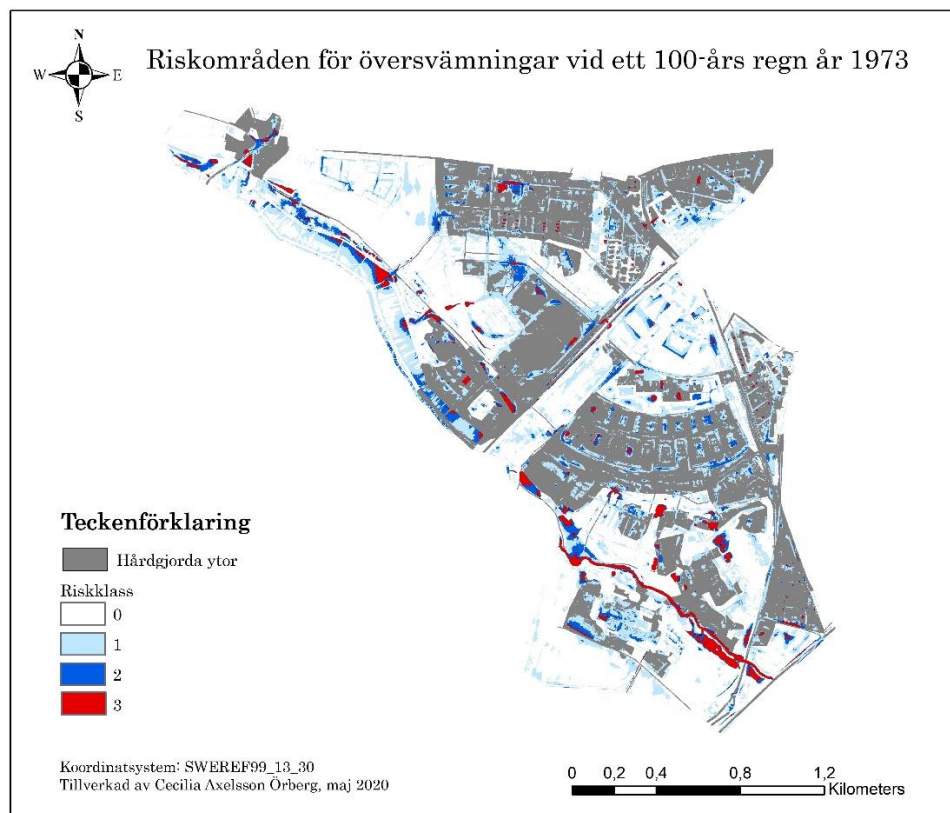 N
W E
S
Riskområden för översvämningar vid ett 100-års regn år 1973
Teckenförklaring
Hårdgjorda ytor
Riskklass
0
1
2
3
Koordinatsystem: SWEREF99_13_30
Tillverkad av Cecilia Axelsson Örberg, maj 2020
0 0,2 0,4 0,8 1,2
Kilometers